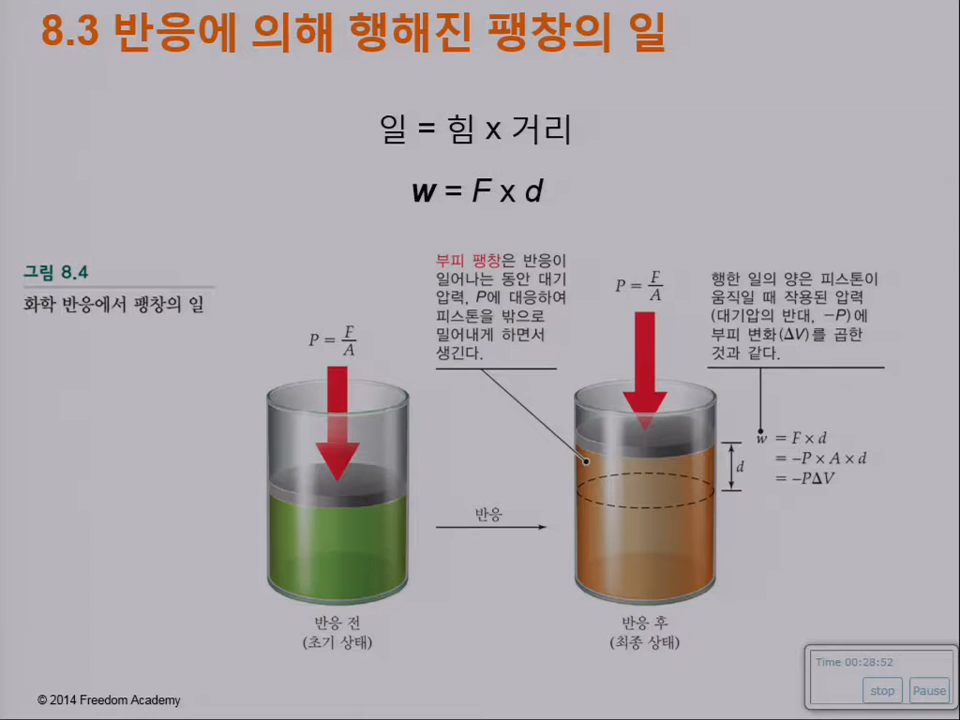 8.3 반응에 의해 행해진 팽창의 일
일 = 힘 x 거리
w = F x d
그림 8.4
화학 반응에서 팽창의 일
P = F/A
부피 팽창은 반응이
일어나는 동안 대기
압력, P에 대응하여
피스톤을 밖으로
밀어내게 하면서
생긴다.
P = F/A
행한 일의 양은 피스톤이
움직일 때 작용된 압력
(대기압의 반대, −P)에
부피 변화(ΔV)를 곱한
것과 같다.
w = F × d
= −P × A × d
= −PΔV
d
반응
반응 전
(초기 상태)
반응 후
(최종 상태)
Time 00:28:52
stop
Pause
© 2014 Freedom Academy